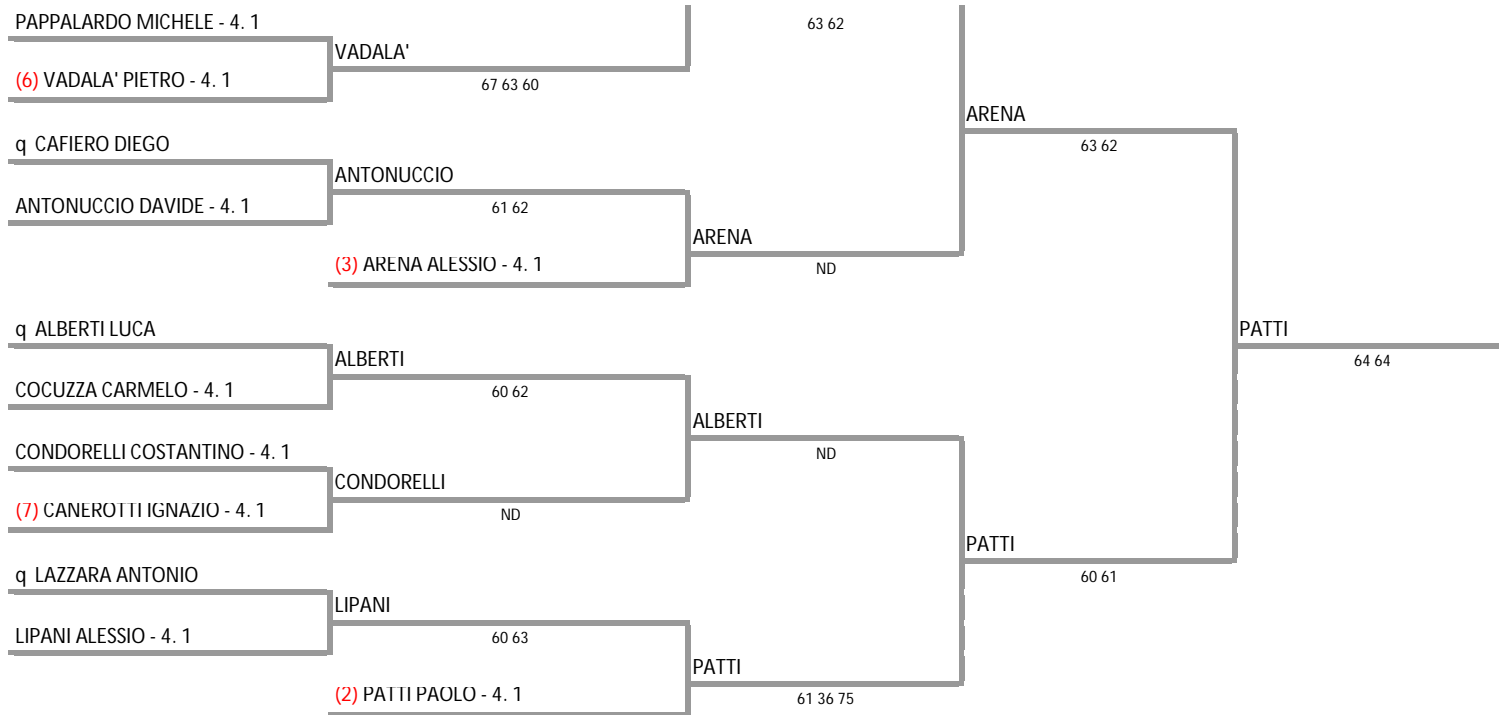 PAPPALARDO MICHELE - 4. 1
63 62
VADALA'
(6) VADALA' PIETRO - 4. 1
67 63 60
ARENA
q CAFIERO DIEGO
63 62
ANTONUCCIO
ANTONUCCIO DAVIDE - 4. 1
61 62
ARENA
(3) ARENA ALESSIO - 4. 1
ND
q ALBERTI LUCA
PATTI
ALBERTI
64 64
COCUZZA CARMELO - 4. 1
60 62
ALBERTI
CONDORELLI COSTANTINO - 4. 1
ND
CONDORELLI
(7) CANEROTTI IGNAZIO - 4. 1
ND
PATTI
q LAZZARA ANTONIO
60 61
LIPANI
LIPANI ALESSIO - 4. 1
60 63
PATTI
(2) PATTI PAOLO - 4. 1
61 36 75